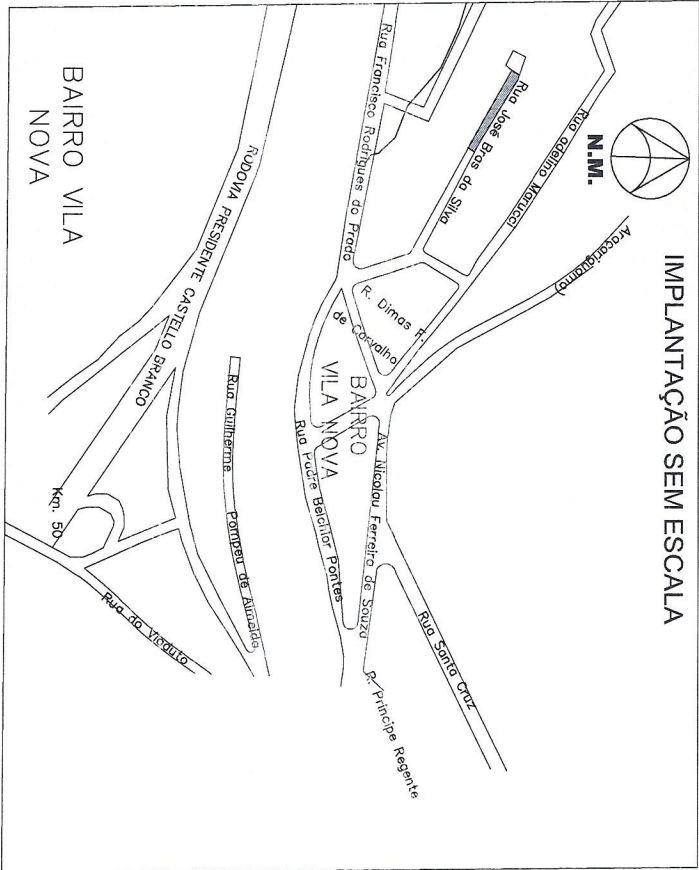 IMPLANTAÇÃO SEM ESCALA
N.M.
Araçariguama
Rua adelino Marucci
Rua José Bras da Silva
Rua Francisco Rodrigues do Prado
R. Dimas R.
de Carvalho
BAIRRO
VILA NOVA
Av. Nicolau Ferreira de Souza
Rua Santa Cruz
R. Principe Regente
Rua Padre Belchior Pontes
Rua Guilherme Pompeu de Almeida
RODOVIA PRESIDENTE CASTELLO BRANCO
Km. 50
Rua do Viaduto
BAIRRO VILA
NOVA